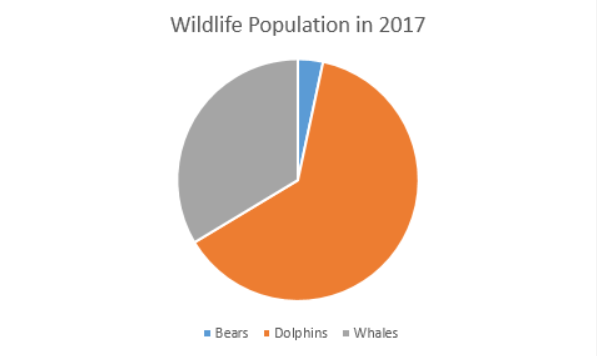 Wildlife Population in 2017
Bears Dolphins Whales